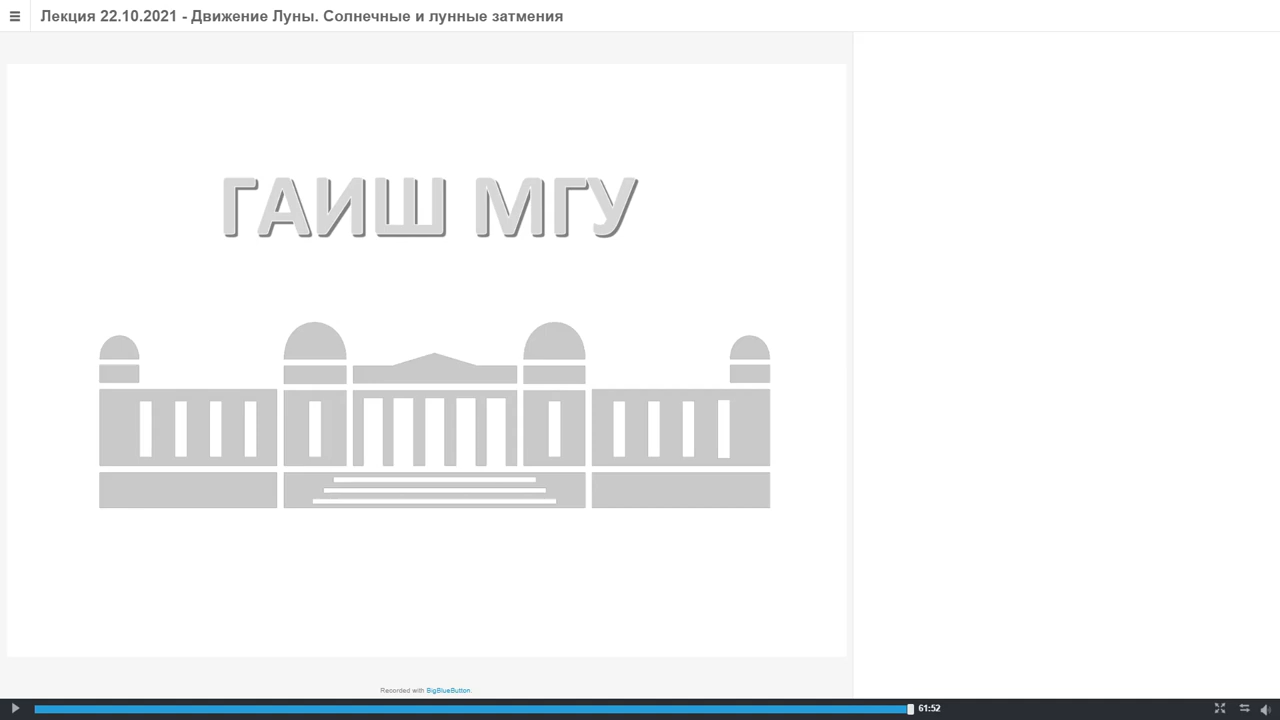 Лекция 22.10.2021 - Движение Луны. Солнечные и лунные затмения
ГАИШ МГУ
Recorded with BigBlueButton.
61:52